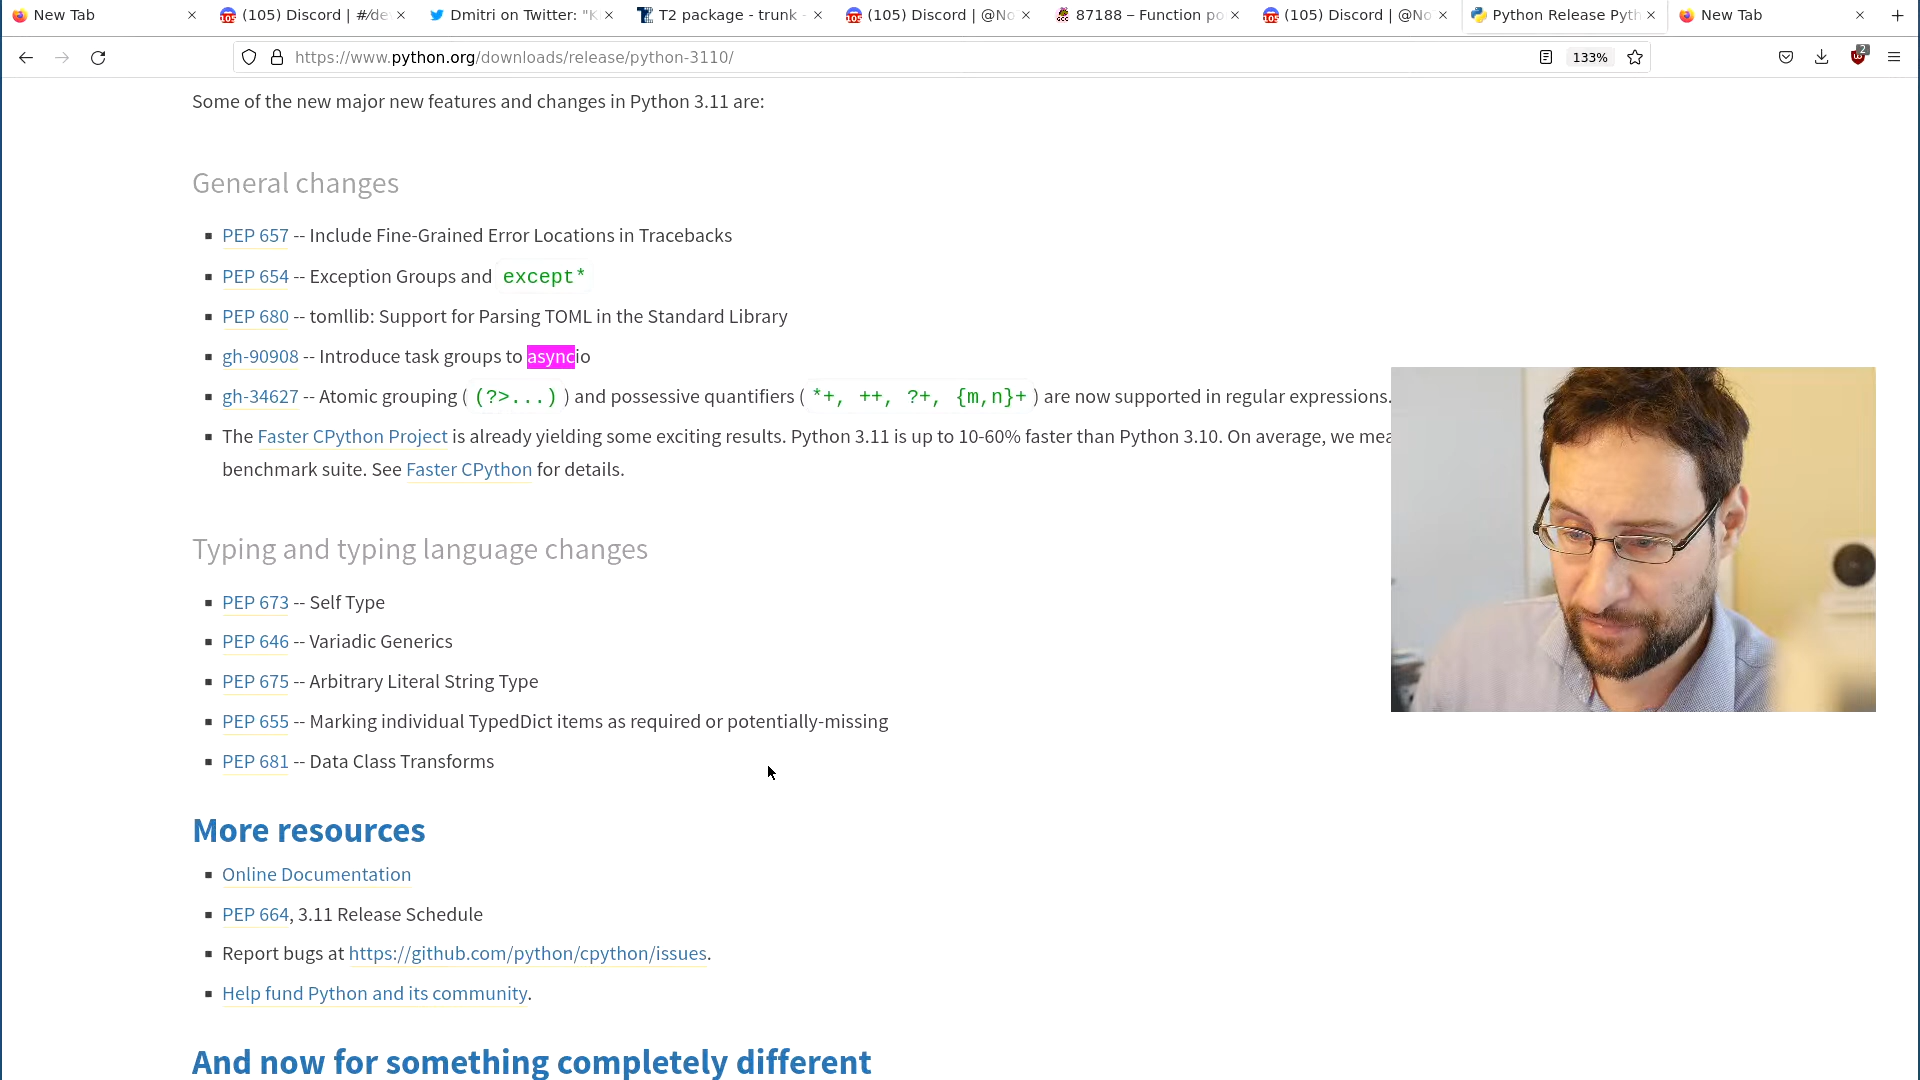 New Tab
(105) Discord | #/de
Dmitri on Twitter: "K
T2 package - trunk -
(105) Discord | @No
87188 – Function po
(105) Discord | @No
Python Release Pyth
New Tab
https://www.python.org/downloads/release/python-3110/
133%
2
Some of the new major new features and changes in Python 3.11 are:
General changes
PEP 657 -- Include Fine-Grained Error Locations in Tracebacks
PEP 654 -- Exception Groups and except*
PEP 680 -- tomllib: Support for Parsing TOML in the Standard Library
gh-90908 -- Introduce task groups to asyncio
gh-34627 -- Atomic grouping ( (?>...) ) and possessive quantifiers ( *+, ++, ?+, {m,n}+ ) are now supported in regular expressions.
The Faster CPython Project is already yielding some exciting results. Python 3.11 is up to 10-60% faster than Python 3.10. On average, we mea
benchmark suite. See Faster CPython for details.
Typing and typing language changes
PEP 673 -- Self Type
PEP 646 -- Variadic Generics
PEP 675 -- Arbitrary Literal String Type
PEP 655 -- Marking individual TypedDict items as required or potentially-missing
PEP 681 -- Data Class Transforms
More resources
Online Documentation
PEP 664, 3.11 Release Schedule
Report bugs at https://github.com/python/cpython/issues.
Help fund Python and its community.
And now for something completely different